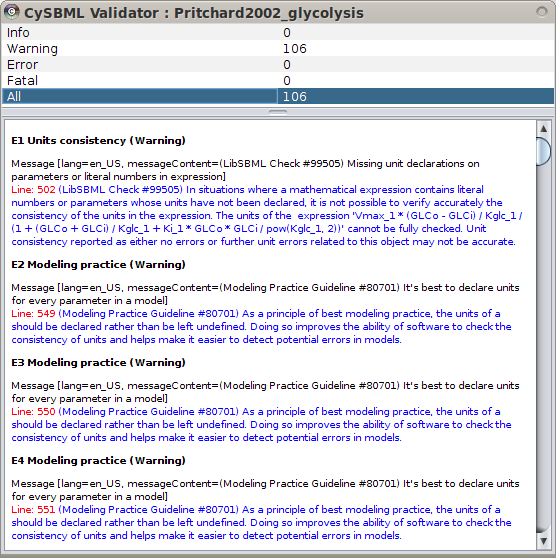 CySBML Validator : Pritchard2002_glycolysis
Info 0
Warning 106
Error 0
Fatal 0
All 106
E1 Units consistency (Warning)
Message [lang=en_US, messageContent=(LibSBML Check #99505) Missing unit declarations on
parameters or literal numbers in expression]
Line: 502 (LibSBML Check #99505) In situations where a mathematical expression contains literal
numbers or parameters whose units have not been declared, it is not possible to verify accurately the
consistency of the units in the expression. The units of the  expression 'Vmax_1 * (GLCo - GLCi) / Kglc_1 /
(1 + (GLCo + GLCi) / Kglc_1 + Ki_1 * GLCo * GLCi / pow(Kglc_1, 2))' cannot be fully checked. Unit
consistency reported as either no errors or further unit errors related to this object may not be accurate.
E2 Modeling practice (Warning)
Message [lang=en_US, messageContent=(Modeling Practice Guideline #80701) It's best to declare units
for every parameter in a model]
Line: 549 (Modeling Practice Guideline #80701) As a principle of best modeling practice, the units of a
should be declared rather than be left undefined. Doing so improves the ability of software to check the
consistency of units and helps make it easier to detect potential errors in models.
E3 Modeling practice (Warning)
Message [lang=en_US, messageContent=(Modeling Practice Guideline #80701) It's best to declare units
for every parameter in a model]
Line: 550 (Modeling Practice Guideline #80701) As a principle of best modeling practice, the units of a
should be declared rather than be left undefined. Doing so improves the ability of software to check the
consistency of units and helps make it easier to detect potential errors in models.
E4 Modeling practice (Warning)
Message [lang=en_US, messageContent=(Modeling Practice Guideline #80701) It's best to declare units
for every parameter in a model]
Line: 551 (Modeling Practice Guideline #80701) As a principle of best modeling practice, the units of a
should be declared rather than be left undefined. Doing so improves the ability of software to check the
consistency of units and helps make it easier to detect potential errors in models.